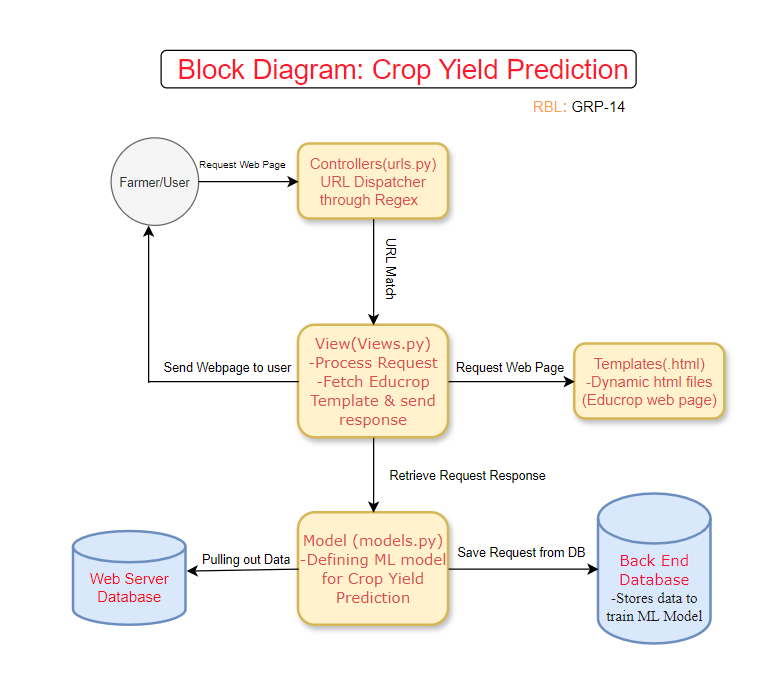 Block Diagram: Crop Yield Prediction
RBL: GRP-14
Farmer/User
Request Web Page
Controllers(urls.py)
URL Dispatcher
through Regex
URL Match
View(Views.py)
-Process Request
-Fetch Educrop
Template & send
response
Send Webpage to user
Request Web Page
Templates(.html)
-Dynamic html files
(Educrop web page)
Retrieve Request Response
Model (models.py)
-Defining ML model
for Crop Yield
Prediction
Pulling out Data
Web Server
Database
Save Request from DB
Back End
Database
-Stores data to
train ML Model